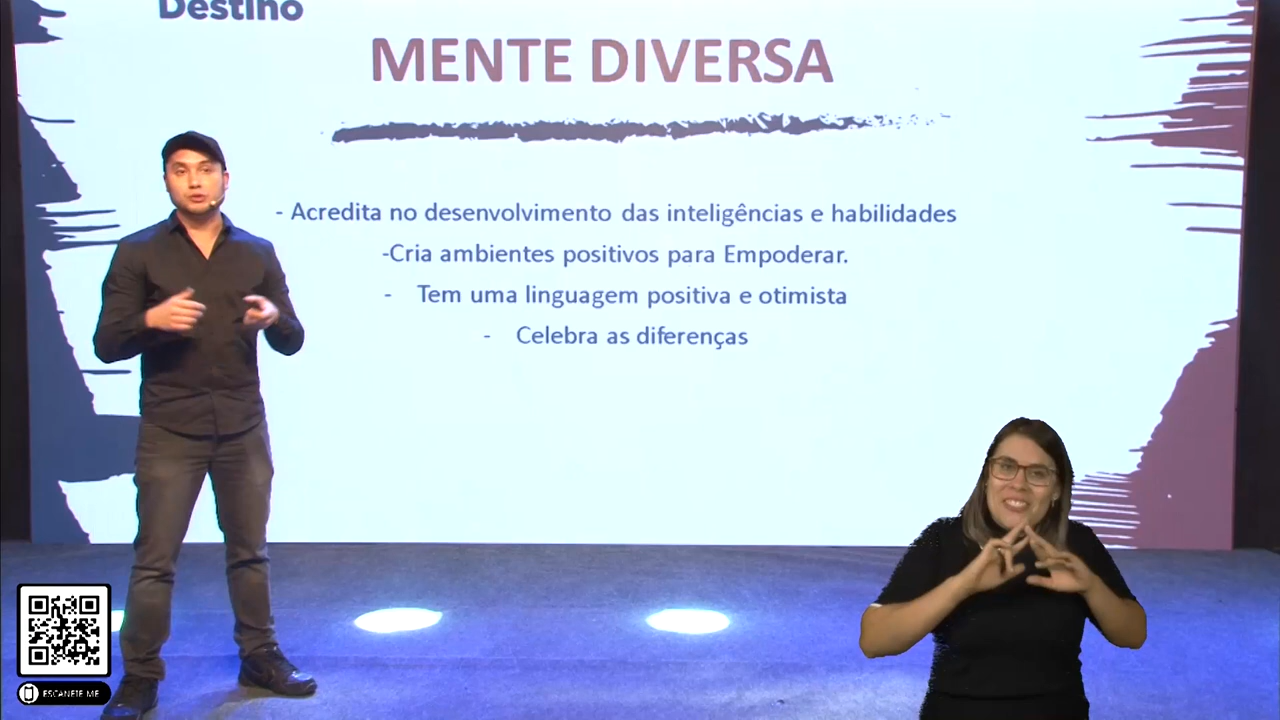 Destino
MENTE DIVERSA
- Acredita no desenvolvimento das inteligências e habilidades
-Cria ambientes positivos para Empoderar.
- Tem uma linguagem positiva e otimista
- Celebra as diferenças
ESCANEIE ME